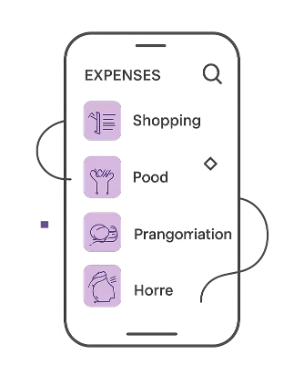 EXPENSES
Shopping
Pood
Prangorriation
Horre